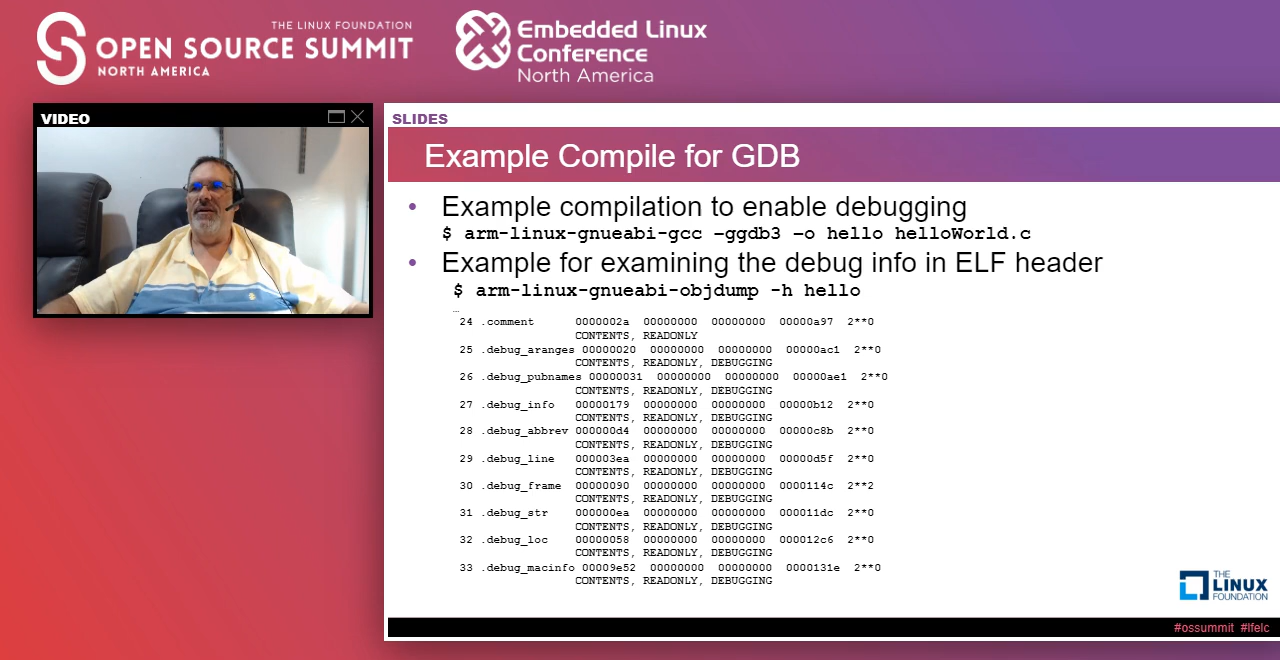 THE LINUX FOUNDATION
OPEN SOURCE SUMMIT
NORTH AMERICA
Embedded Linux
Conference
North America
VIDEO
SLIDES
Example Compile for GDB
• Example compilation to enable debugging
$ arm-linux-gnueabi-gcc –ggdb3 –o hello helloWorld.c
• Example for examining the debug info in ELF header
$ arm-linux-gnueabi-objdump -h hello
…
24 .comment 0000002a 00000000 00000000 00000a97 2**0
CONTENTS, READONLY
25 .debug_aranges 00000020 00000000 00000000 00000ac1 2**0
CONTENTS, READONLY, DEBUGGING
26 .debug_pubnames 00000031 00000000 00000000 00000ae1 2**0
CONTENTS, READONLY, DEBUGGING
27 .debug_info 00000179 00000000 00000000 00000b12 2**0
CONTENTS, READONLY, DEBUGGING
28 .debug_abbrev 000000d4 00000000 00000000 00000c8b 2**0
CONTENTS, READONLY, DEBUGGING
29 .debug_line 000003ea 00000000 00000000 00000d5f 2**0
CONTENTS, READONLY, DEBUGGING
30 .debug_frame 00000090 00000000 00000000 0000114c 2**2
CONTENTS, READONLY, DEBUGGING
31 .debug_str 000000ea 00000000 00000000 000011dc 2**0
CONTENTS, READONLY, DEBUGGING
32 .debug_loc 00000058 00000000 00000000 000012c6 2**0
CONTENTS, READONLY, DEBUGGING
33 .debug_macinfo 00009e52 00000000 00000000 0000131e 2**0
CONTENTS, READONLY, DEBUGGING
THE
LINUX
FOUNDATION
#ossummit #lfelc